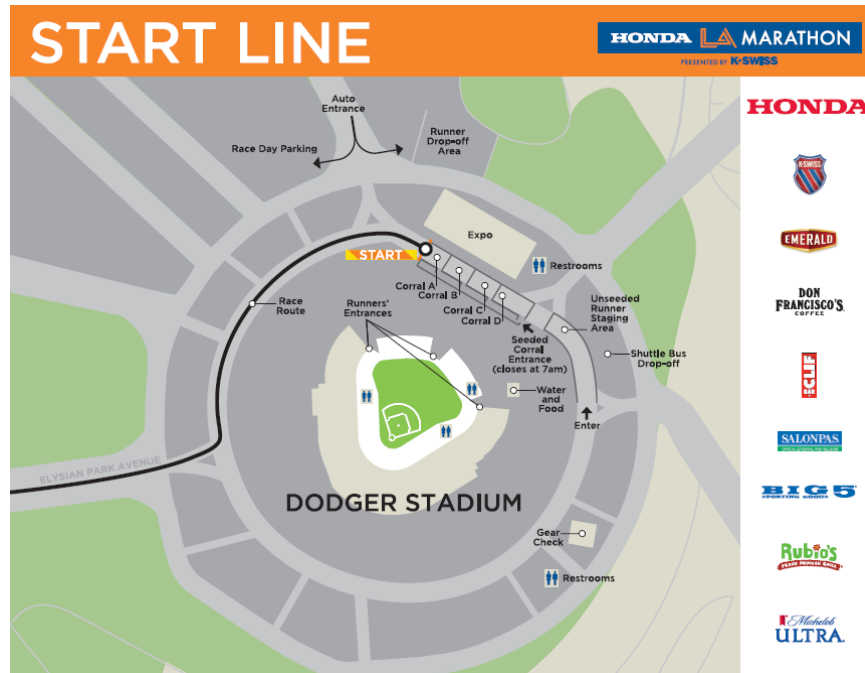 START LINE
HONDA LA MARATHON
PRESENTED BY K·SWISS
Auto
Entrance
Race Day Parking
Runner
Drop-off
Area
Expo
Restrooms
START
Corral A
Corral B
Corral C
Corral D
Race
Route
Runners'
Entrances
Unseeded
Runner
Staging
Area
Seeded
Corral
Entrance
(closes at 7am)
Shuttle Bus
Drop-off
Water
and
Food
Enter
ELYSIAN PARK AVENUE
DODGER STADIUM
Gear
Check
Restrooms
HONDA
K·SWISS
EMERALD
DON
FRANCISCO'S
COFFEE
CLIF
BAR
SALONPAS
BIG 5
SPORTING GOODS
Rubio's
FRESH MEXICAN GRILL
Michelob
ULTRA